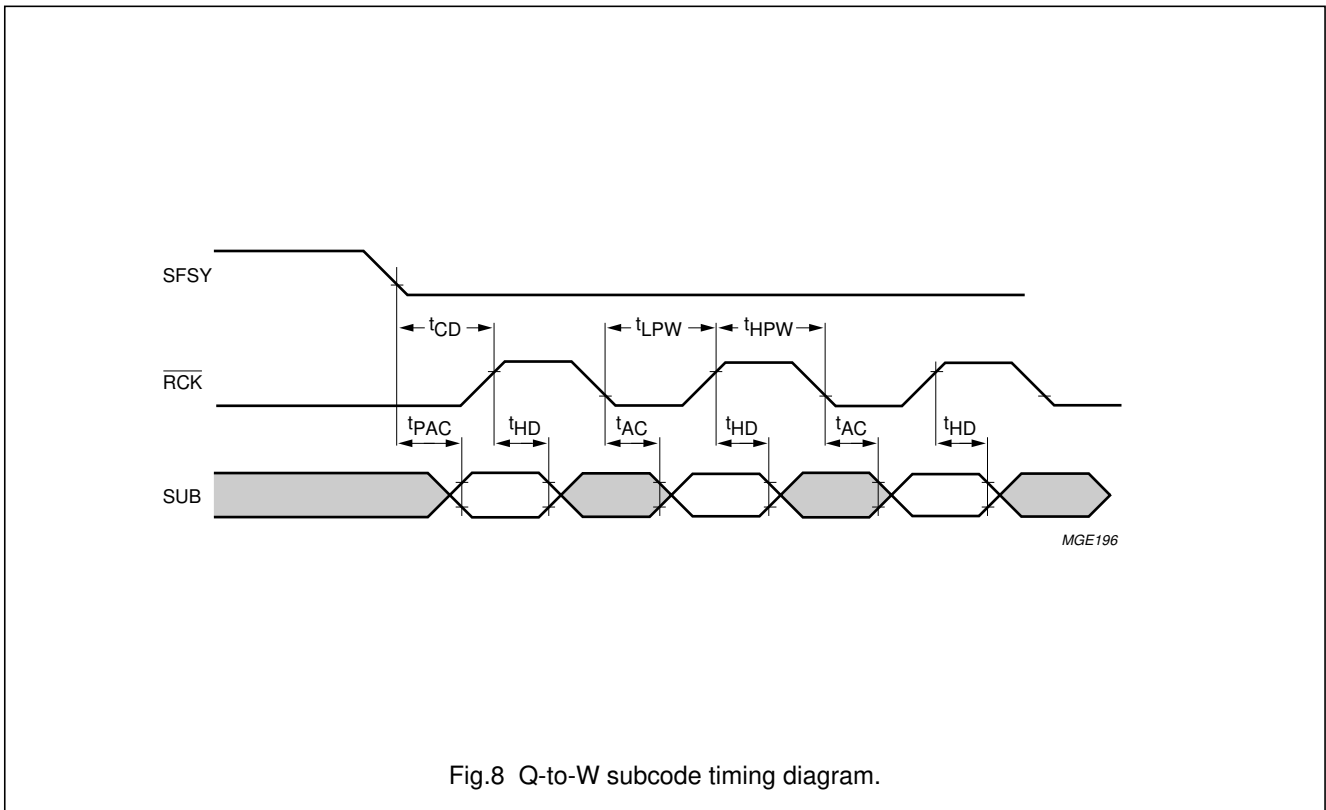 SFSY
tCD
tLPW
tHPW
RCK
tPAC
tHD
tAC
tHD
tAC
tHD
SUB
MGE196
Fig.8 Q-to-W subcode timing diagram.